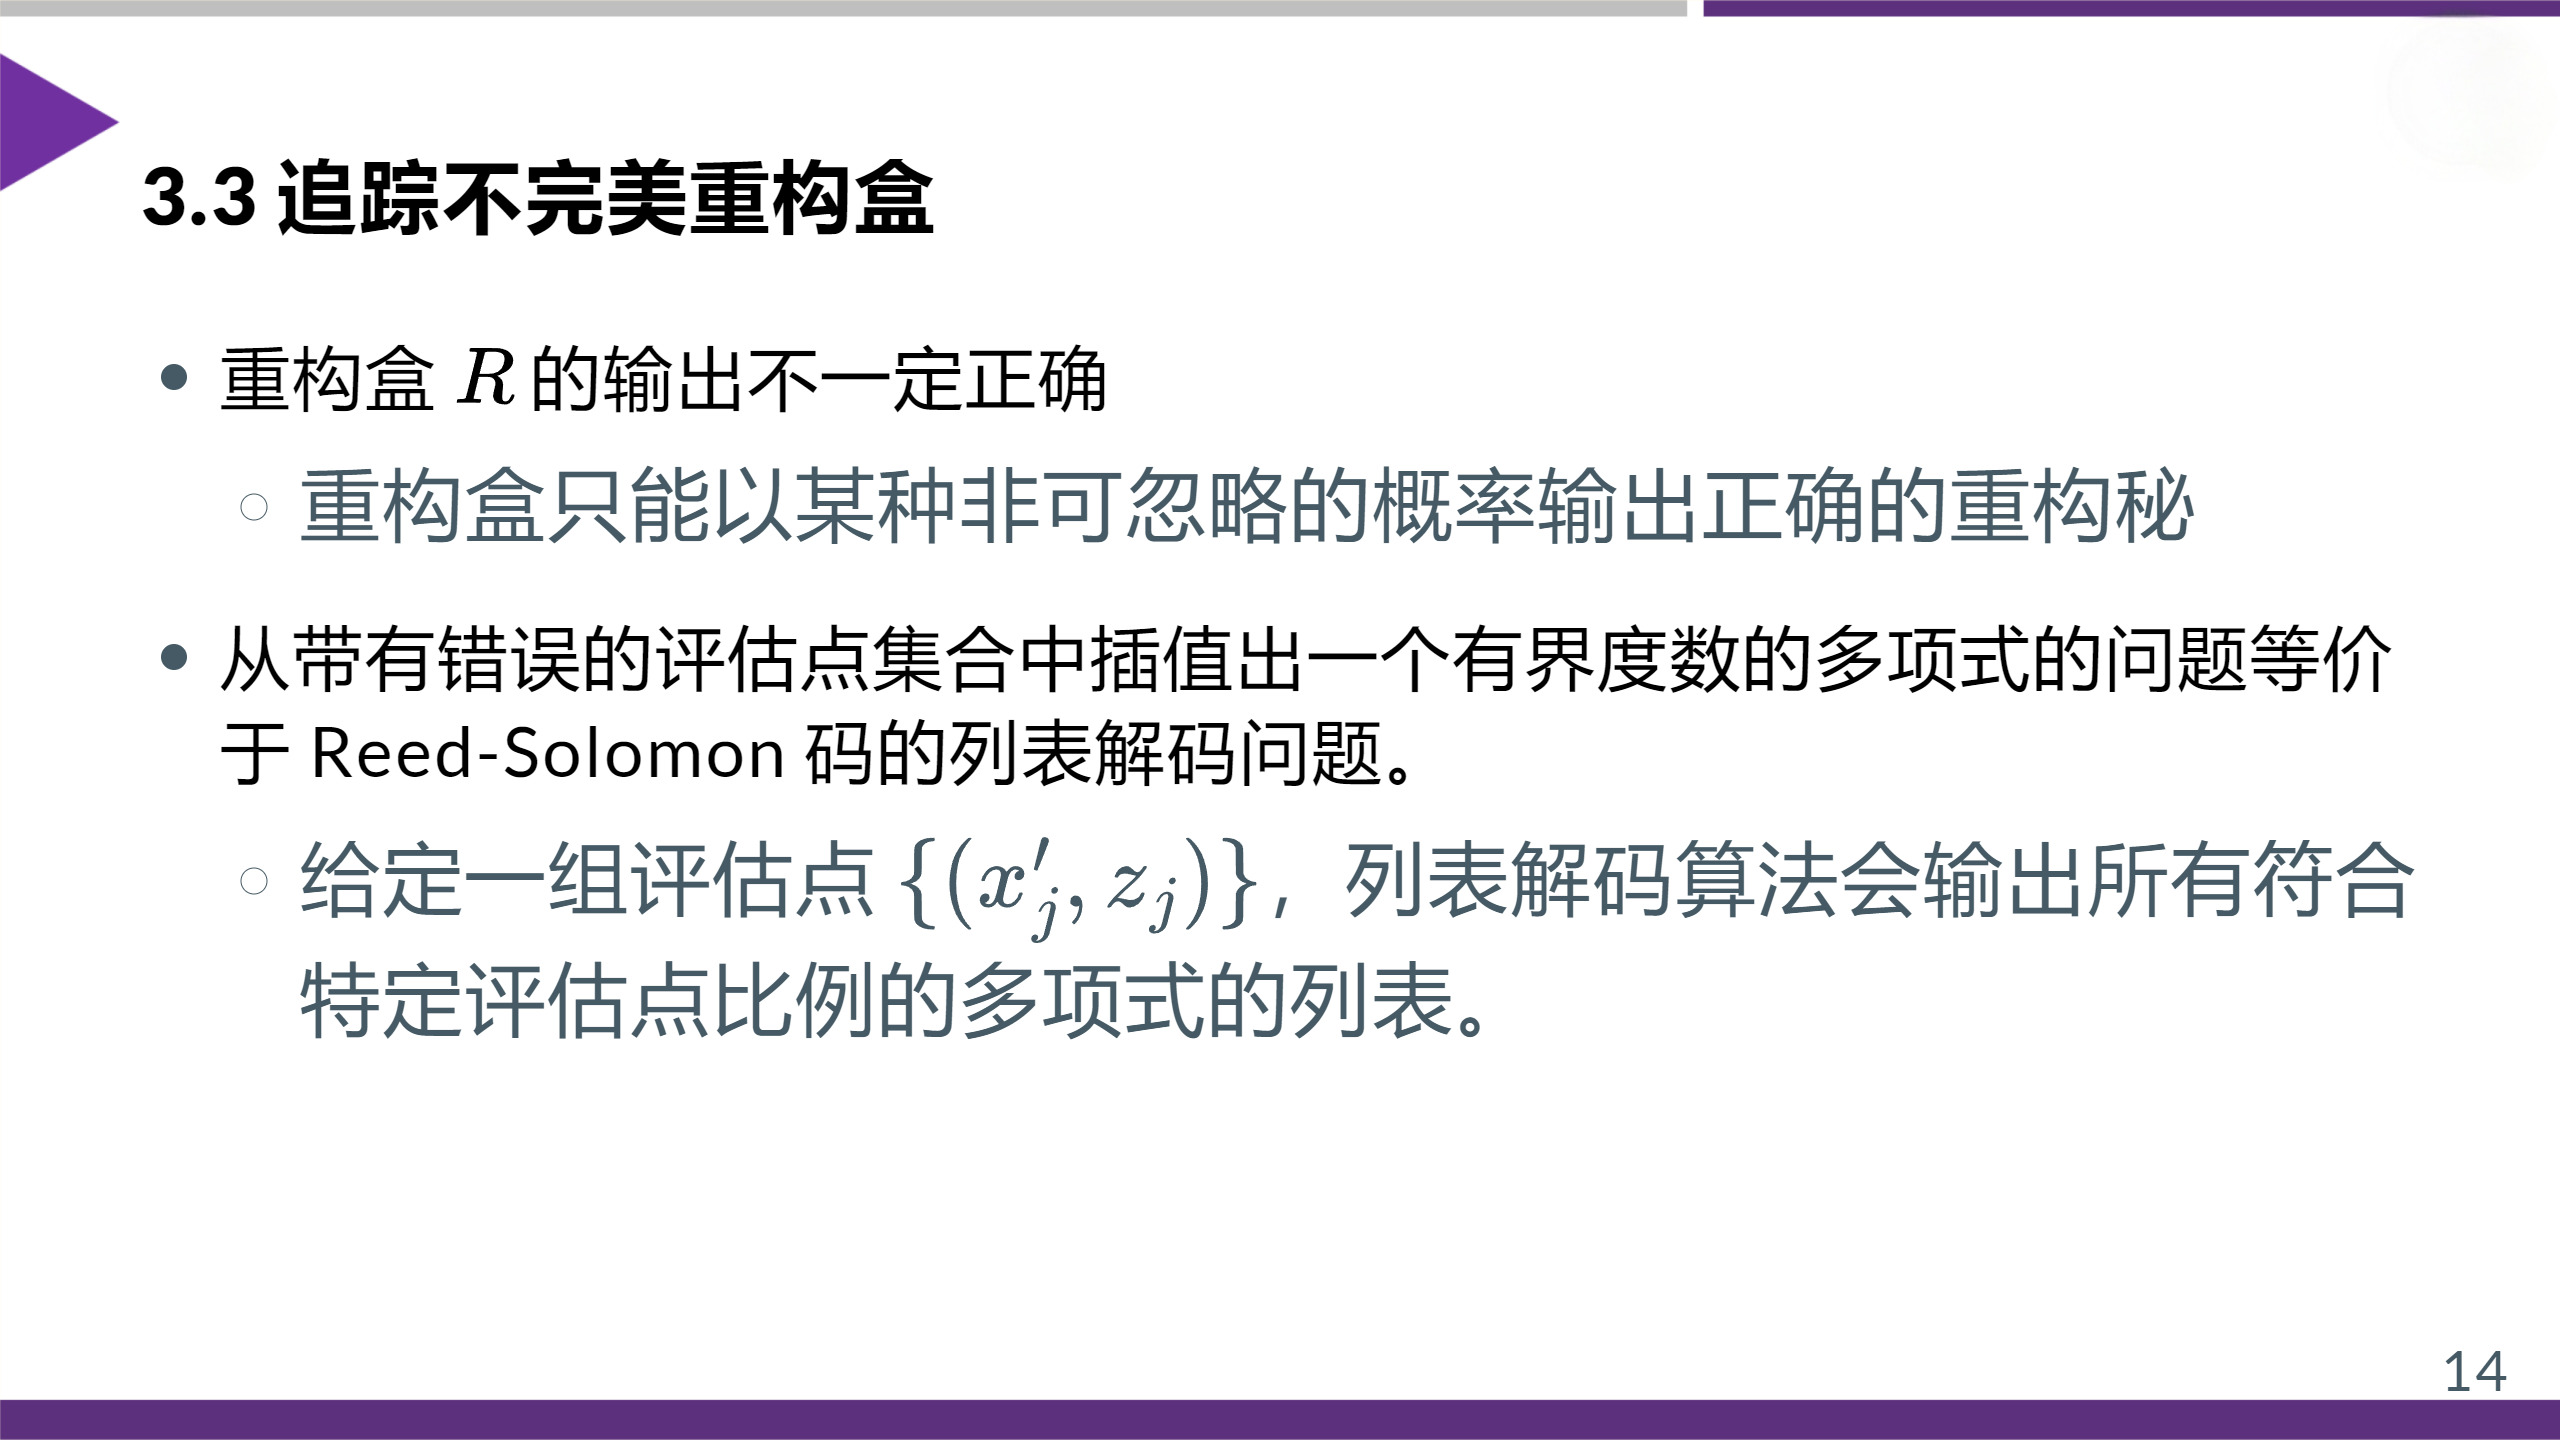 3.3 追踪不完美重构盒
重构盒 R 的输出不一定正确
重构盒只能以某种非可忽略的概率输出正确的重构秘
从带有错误的评估点集合中插值出一个有界度数的多项式的问题等价
于 Reed-Solomon 码的列表解码问题。
给定一组评估点 {(x′_j, z_j)}，列表解码算法会输出所有符合
特定评估点比例的多项式的列表。
14